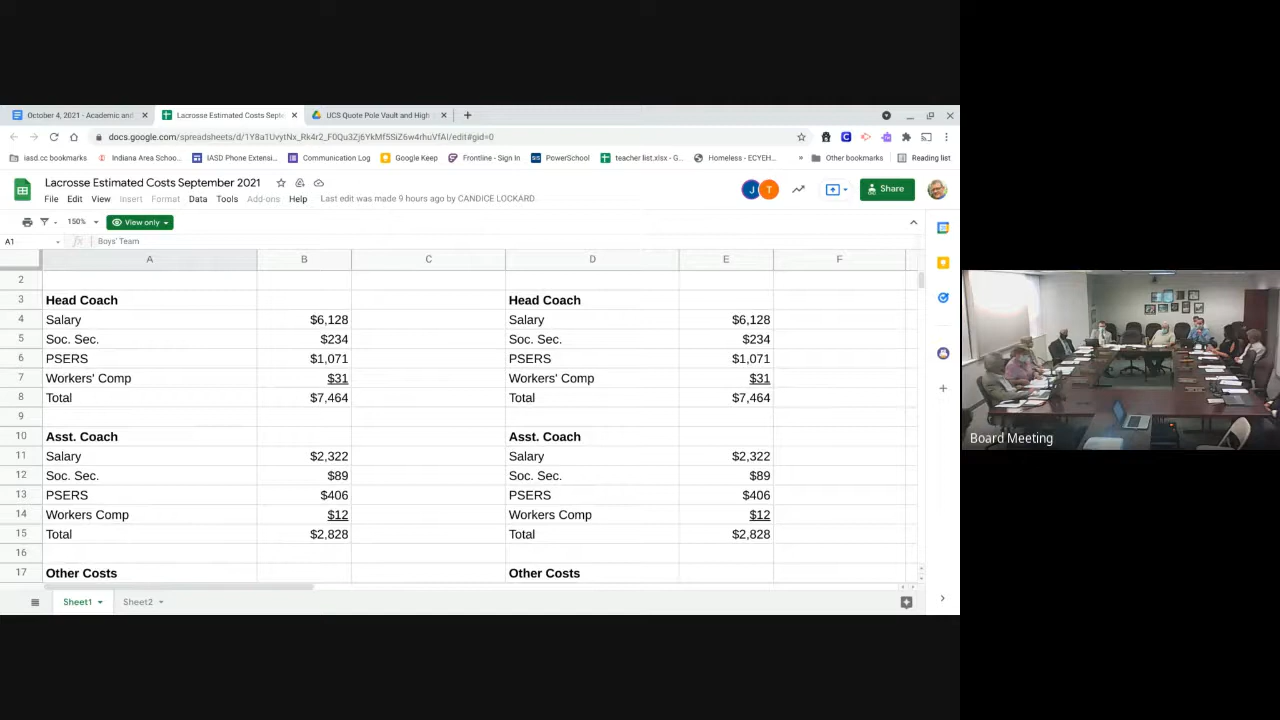 October 4, 2021 - Academic and
Lacrosse Estimated Costs Sept
UCS Quote Pole Vault and High
docs.google.com/spreadsheets/d/1Y8a1UvytNx_Rk4r2_F0Qu3Zj6YkMf5SiZ6w4rhuVfAI/edit#gid=0
iasd.cc bookmarks
Indiana Area Schoo...
IASD Phone Extensi...
Communication Log
Google Keep
Frontline - Sign In
PowerSchool
teacher list.xlsx - G...
Homeless - ECYEH...
»
Other bookmarks
Reading list
Lacrosse Estimated Costs September 2021
J T
Share
File Edit View Insert Format Data Tools Add-ons Help Last edit was made 9 hours ago by CANDICE LOCKARD
150% View only
A1 fx Boys' Team
A B C D E F
2
3 Head Coach Head Coach
4 Salary $6,128 Salary $6,128
5 Soc. Sec. $234 Soc. Sec. $234
6 PSERS $1,071 PSERS $1,071
7 Workers' Comp $31 Workers' Comp $31
8 Total $7,464 Total $7,464
9
10 Asst. Coach Asst. Coach
11 Salary $2,322 Salary $2,322
12 Soc. Sec. $89 Soc. Sec. $89
13 PSERS $406 PSERS $406
14 Workers Comp $12 Workers Comp $12
15 Total $2,828 Total $2,828
16
17 Other Costs Other Costs
Sheet1 Sheet2
Board Meeting